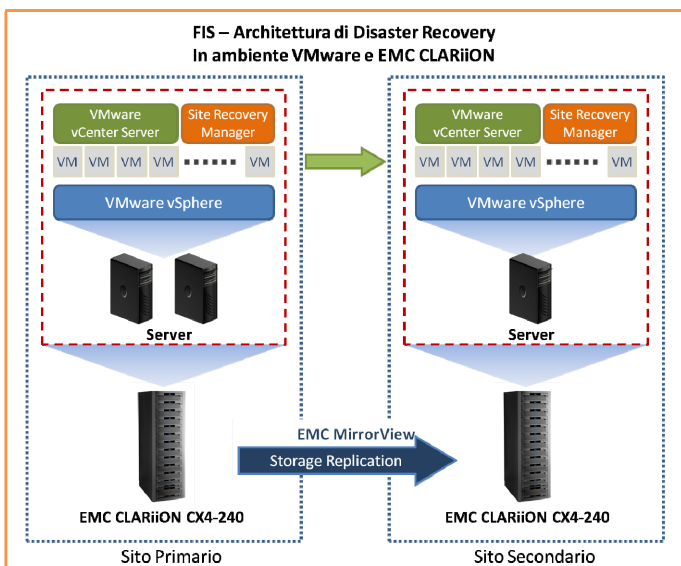 FIS – Architettura di Disaster Recovery
In ambiente VMware e EMC CLARiiON
VMware
vCenter Server
Site Recovery
Manager
VM VM VM VM VM
VMware vSphere
Server
EMC CLARiiON CX4-240
Sito Primario
EMC MirrorView
Storage Replication
VMware
vCenter Server
Site Recovery
Manager
VM VM VM VM VM
VMware vSphere
Server
EMC CLARiiON CX4-240
Sito Secondario